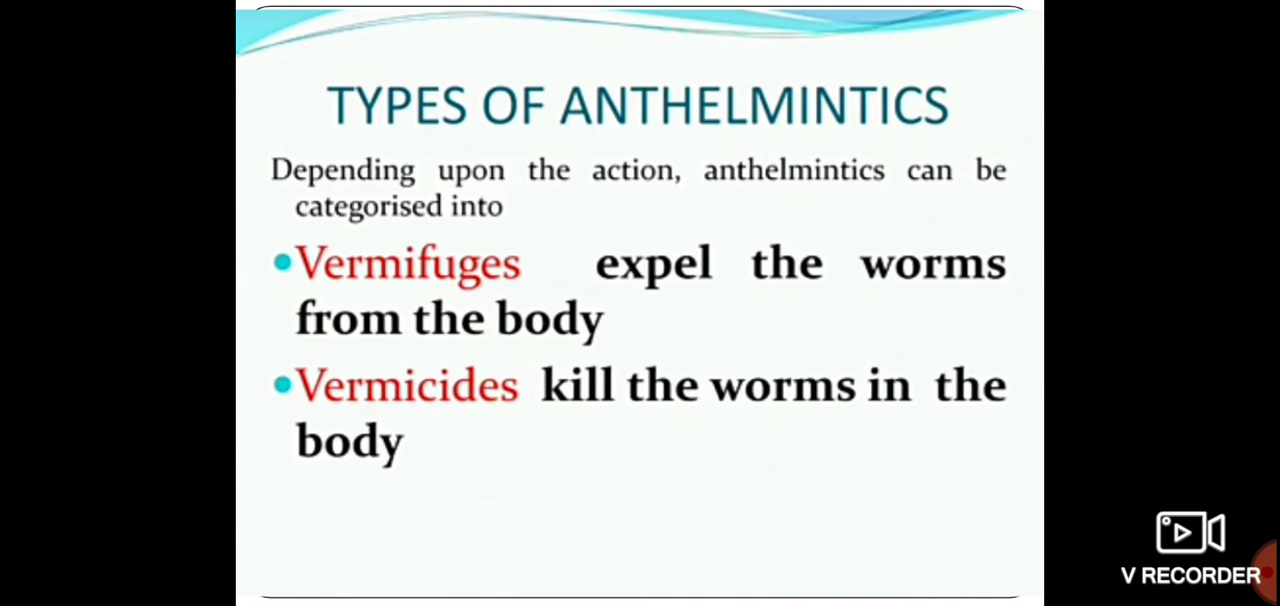 TYPES OF ANTHELMINTICS
Depending upon the action, anthelmintics can be
categorised into
•Vermifuges expel the worms
from the body
•Vermicides kill the worms in the
body
V RECORDER